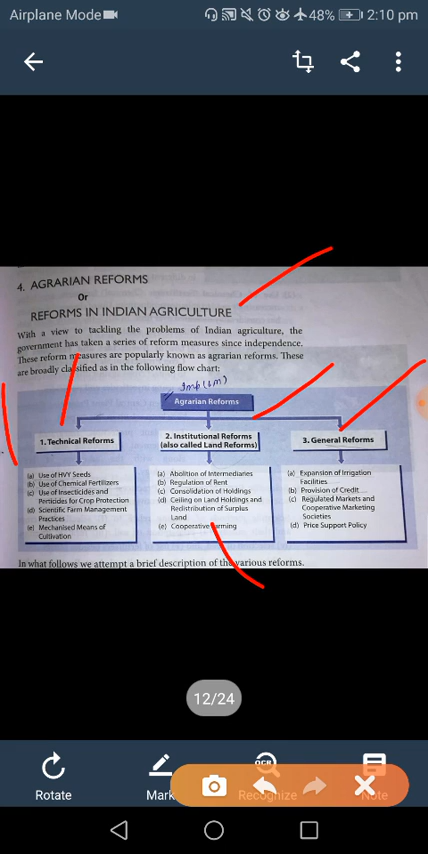 Airplane Mode
48%
2:10 pm
4. AGRARIAN REFORMS
Or
REFORMS IN INDIAN AGRICULTURE
With a view to tackling the problems of Indian agriculture, the
government has taken a series of reform measures since independence.
These reform measures are popularly known as agrarian reforms. These
are broadly classified as in the following flow chart:
Agrarian Reforms
1. Technical Reforms
(a) Use of HVY Seeds
(b) Use of Chemical Fertilizers
(c) Use of Insecticides and
Perticides for Crop Protection
(d) Scientific Farm Management
Practices
(e) Mechanised Means of
Cultivation
2. Institutional Reforms
(also called Land Reforms)
(a) Abolition of Intermediaries
(b) Regulation of Rent
(c) Consolidation of Holdings
(d) Ceiling on Land Holdings and
Redistribution of Surplus
Land
(e) Cooperative Farming
3. General Reforms
(a) Expansion of Irrigation
Facilities
(b) Provision of Credit
(c) Regulated Markets and
Cooperative Marketing
Societies
(d) Price Support Policy
In what follows we attempt a brief description of the various reforms.
12/24
Rotate
Mark
OCR
Recognize
Note